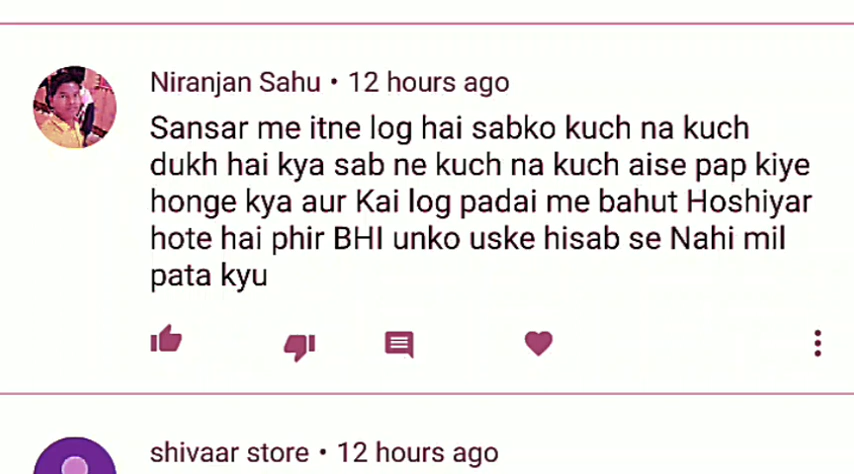 Niranjan Sahu • 12 hours ago
Sansar me itne log hai sabko kuch na kuch
dukh hai kya sab ne kuch na kuch aise pap kiye
honge kya aur Kai log padai me bahut Hoshiyar
hote hai phir BHI unko uske hisab se Nahi mil
pata kyu
shivaar store • 12 hours ago